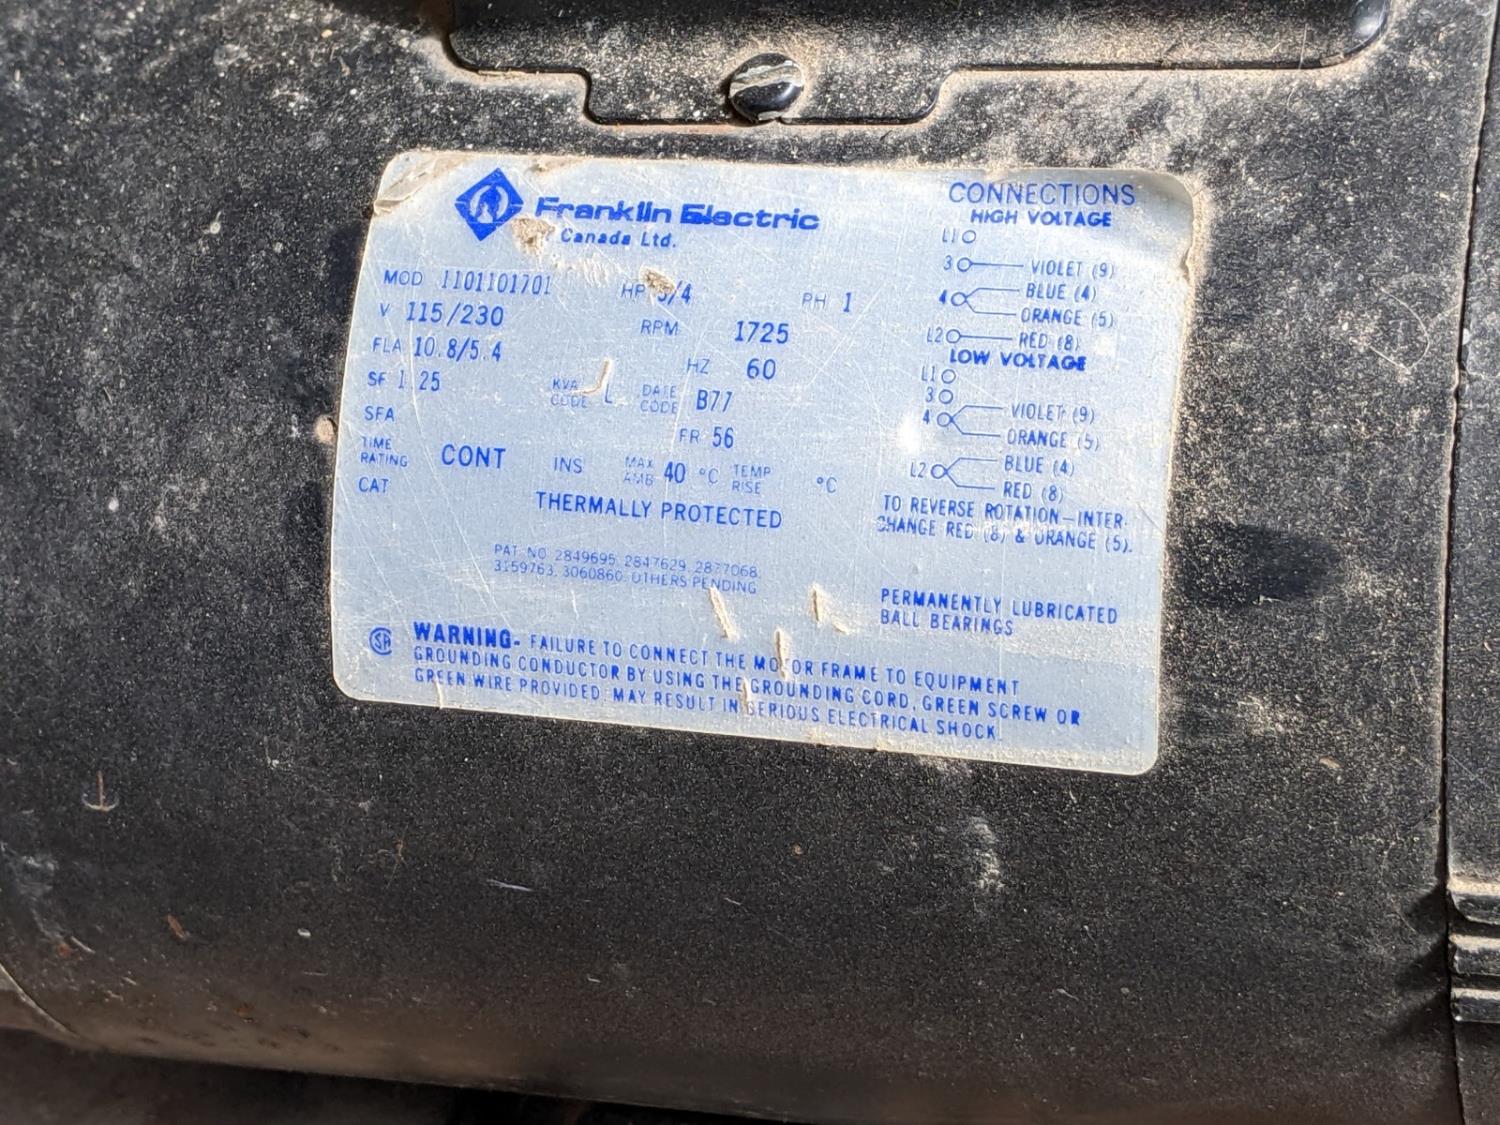 Franklin Electric
Canada Ltd.
MOD 1101101701 HP 3/4 PH 1
V 115/230 RPM 1725
FLA 10.8/5.4 HZ 60
SF 1.25 KVA CODE L DATE CODE B77
SFA FR 56
TIME RATING CONT INS MAX AMB 40 °C TEMP RISE °C
CAT
THERMALLY PROTECTED
PAT NO. 2849695, 2847629, 2877068,
3159763, 3060860. OTHERS PENDING
CONNECTIONS
HIGH VOLTAGE
L1
3 VIOLET (9)
4 BLUE (4)
ORANGE (5)
L2 RED (8)
LOW VOLTAGE
L1
3
4 VIOLET (9)
ORANGE (5)
L2 BLUE (4)
RED (8)
TO REVERSE ROTATION-INTER-
CHANGE RED (8) & ORANGE (5).
PERMANENTLY LUBRICATED
BALL BEARINGS
SA WARNING- FAILURE TO CONNECT THE MOTOR FRAME TO EQUIPMENT
GROUNDING CONDUCTOR BY USING THE GROUNDING CORD, GREEN SCREW OR
GREEN WIRE PROVIDED. MAY RESULT IN SERIOUS ELECTRICAL SHOCK.